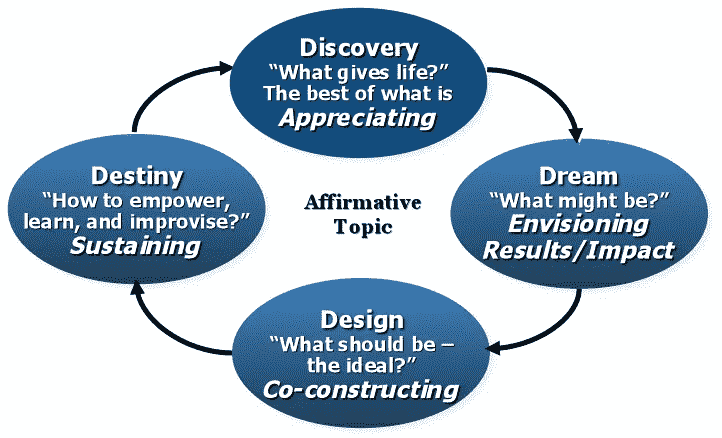 Discovery
“What gives life?”
The best of what is
Appreciating
Dream
“What might be?”
Envisioning
Results/Impact
Design
“What should be –
the ideal?”
Co-constructing
Destiny
“How to empower,
learn, and improvise?”
Sustaining
Affirmative
Topic